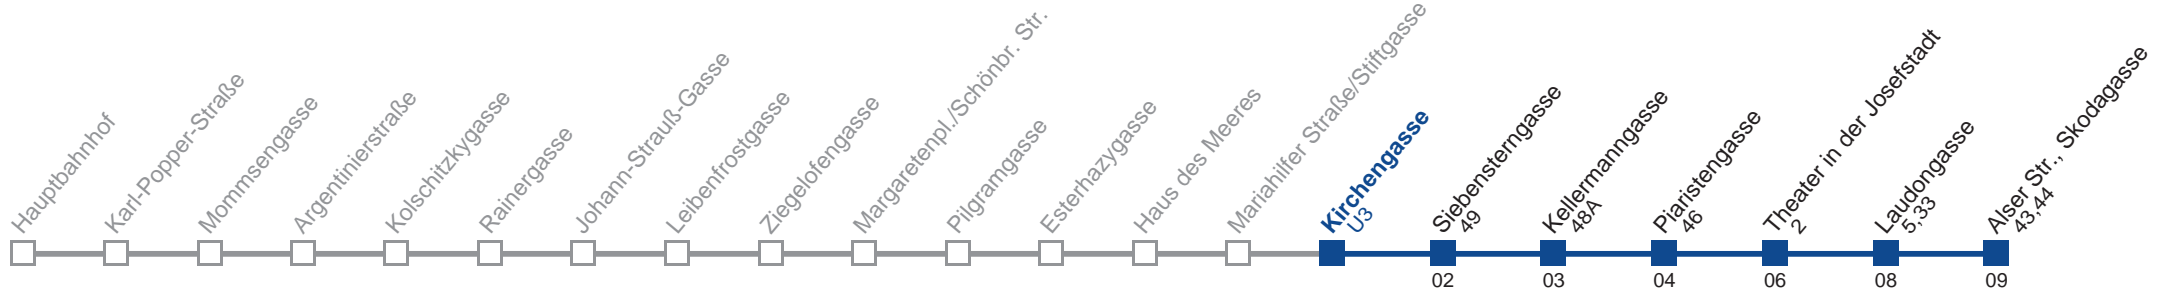 Hauptbahnhof
Karl-Popper-Straße
Mommsengasse
Argentinierstraße
Kolschitzkygasse
Rainergasse
Johann-Strauß-Gasse
Leibenfrostgasse
Ziegelofengasse
Margaretenpl./Schönbr. Str.
Pilgramgasse
Esterhazygasse
Haus des Meeres
Mariahilfer Straße/Stiftgasse
Kirchengasse
U3
Siebensterngasse
49
Kellermanngasse
48A
Piaristengasse
46
Theater in der Josefstadt
2
Laudongasse
5,33
Alser Str., Skodagasse
43,44
02
03
04
06
08
09